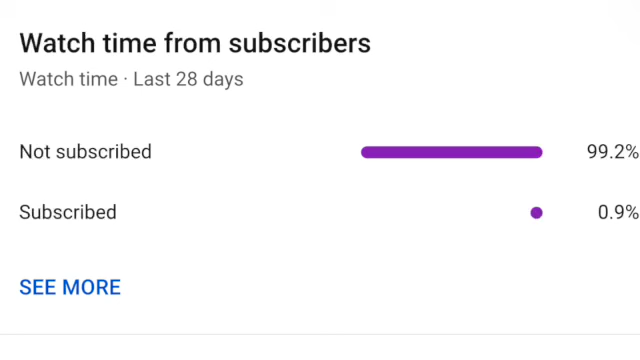 Watch time from subscribers
Watch time · Last 28 days
Not subscribed 99.2%
Subscribed 0.9%
SEE MORE